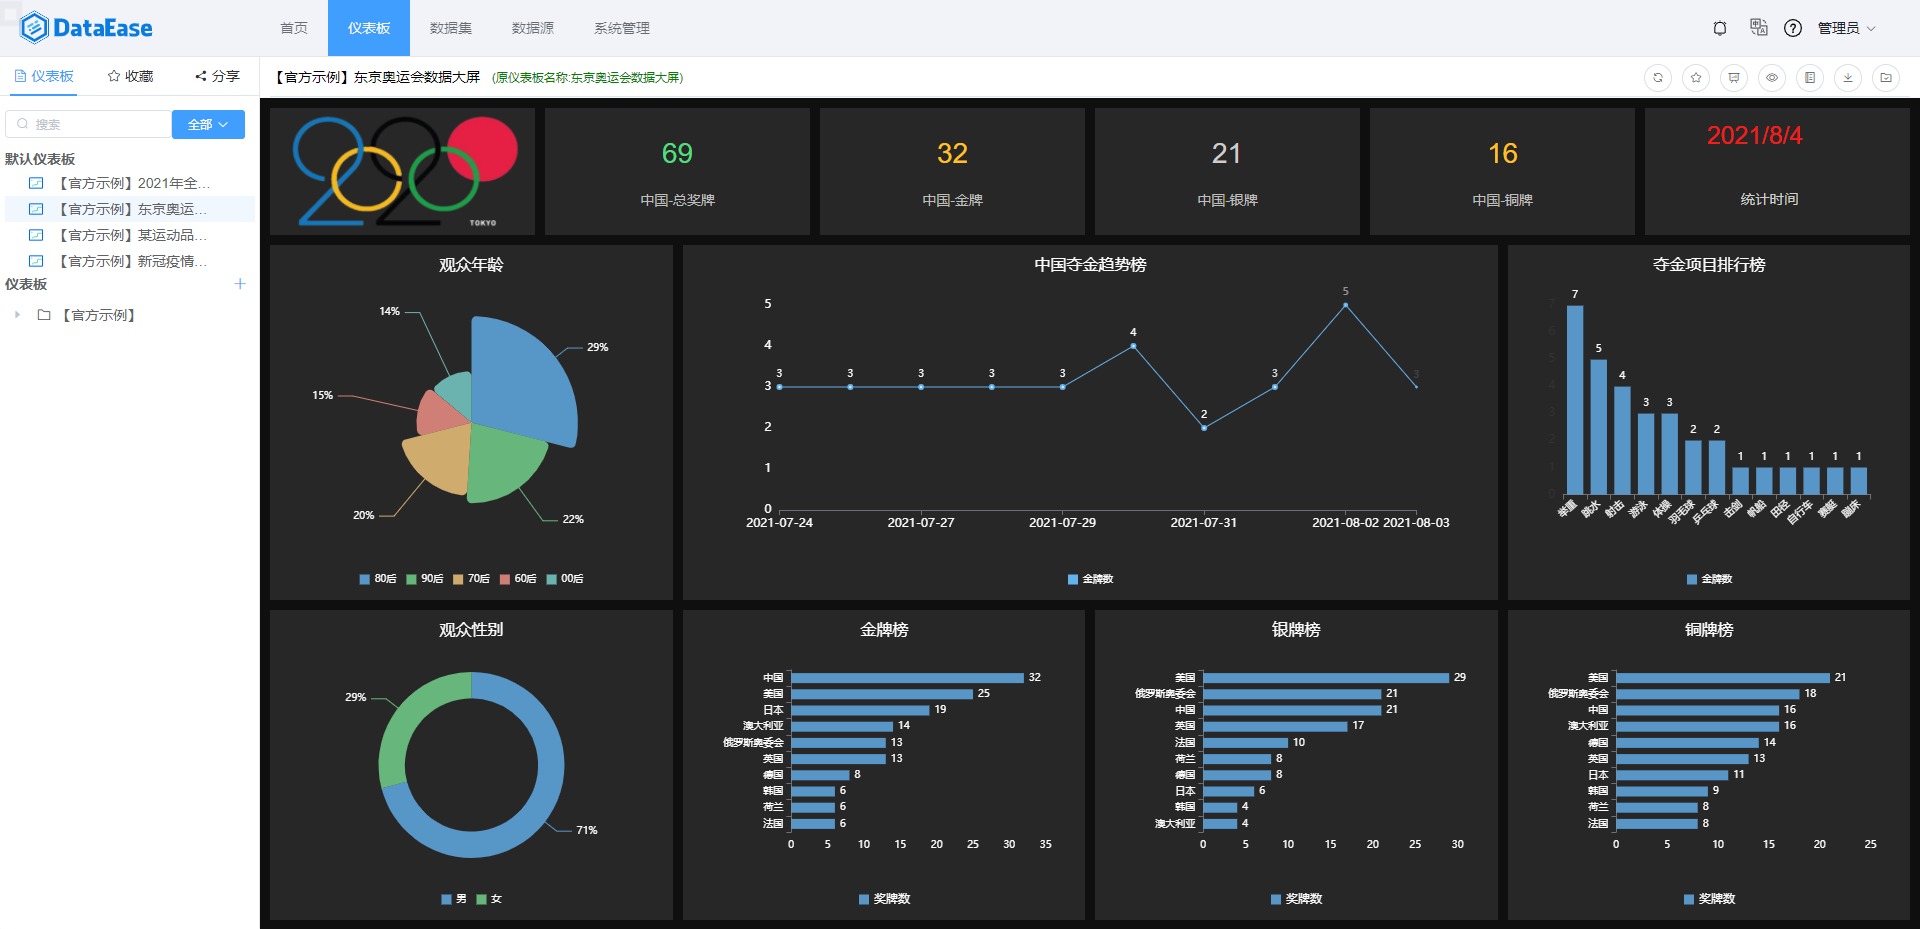 DataEase
首页 仪表板 数据集 数据源 系统管理
管理员
仪表板 收藏 分享
【官方示例】东京奥运会数据大屏 (原仪表板名称:东京奥运会数据大屏)
搜索 全部
默认仪表板
【官方示例】2021年全...
【官方示例】东京奥运...
【官方示例】某运动品...
【官方示例】新冠疫情...
仪表板
【官方示例】
TOKYO
69
中国-总奖牌
32
中国-金牌
21
中国-银牌
16
中国-铜牌
2021/8/4
统计时间
观众年龄
14%
29%
15%
20%
22%
80后 90后 70后 60后 00后
中国夺金趋势榜
5
4
3
2
1
0
3 3 3 3 3 4 2 3 5 3
2021-07-24 2021-07-27 2021-07-29 2021-07-31 2021-08-02 2021-08-03
金牌数
夺金项目排行榜
7
6
5
4
3
2
1
0
7 5 4 3 3 2 2 1 1 1 1 1 1
举重 跳水 射击 游泳 体操 羽毛球 乒乓球 击剑 帆船 田径 自行车 赛艇 蹦床
金牌数
观众性别
29%
71%
男 女
金牌榜
中国 32
美国 25
日本 19
澳大利亚 14
俄罗斯奥委会 13
英国 13
德国 8
韩国 6
荷兰 6
法国 6
0 5 10 15 20 25 30 35
奖牌数
银牌榜
美国 29
俄罗斯奥委会 21
中国 21
英国 17
法国 10
荷兰 8
德国 8
日本 6
韩国 4
澳大利亚 4
0 5 10 15 20 25 30
奖牌数
铜牌榜
美国 21
俄罗斯奥委会 18
中国 16
澳大利亚 16
德国 14
英国 13
日本 11
韩国 9
荷兰 8
法国 8
0 5 10 15 20 25
奖牌数